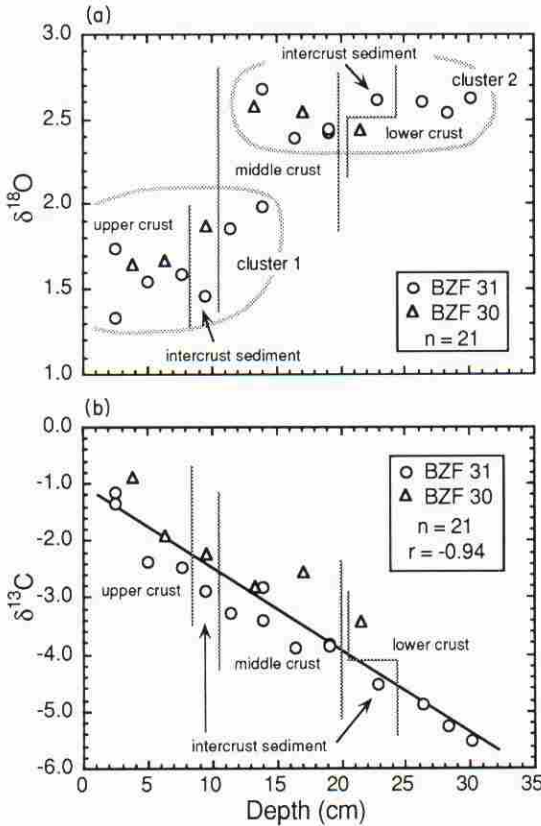 (a)
3.0
2.5
2.0
1.5
1.0
δ18O
intercrust sediment
cluster 2
lower crust
middle crust
upper crust
cluster 1
intercrust sediment
BZF 31
BZF 30
n = 21
(b)
0.0
-1.0
-2.0
-3.0
-4.0
-5.0
-6.0
δ13C
BZF 31
BZF 30
n = 21
r = -0.94
upper crust
middle crust
lower crust
intercrust sediment
0 5 10 15 20 25 30 35
Depth (cm)